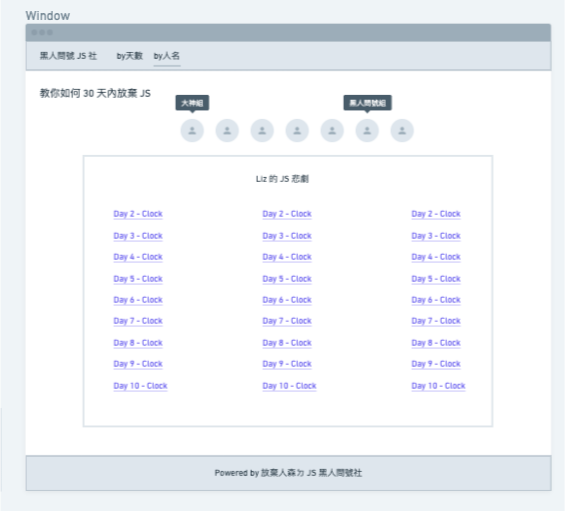 Window
黑人問號 JS 社 by天數 by人名
教你如何 30 天內放棄 JS
大神組 黑人問號組
Liz 的 JS 悲劇
Day 2 - Clock Day 2 - Clock Day 2 - Clock
Day 3 - Clock Day 3 - Clock Day 3 - Clock
Day 4 - Clock Day 4 - Clock Day 4 - Clock
Day 5 - Clock Day 5 - Clock Day 5 - Clock
Day 6 - Clock Day 6 - Clock Day 6 - Clock
Day 7 - Clock Day 7 - Clock Day 7 - Clock
Day 8 - Clock Day 8 - Clock Day 8 - Clock
Day 9 - Clock Day 9 - Clock Day 9 - Clock
Day 10 - Clock Day 10 - Clock Day 10 - Clock
Powered by 放棄人森ㄉ JS 黑人問號社